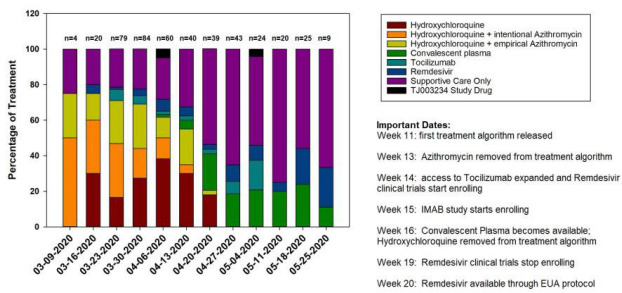 n=4 n=20 n=79 n=84 n=60 n=40 n=39 n=43 n=24 n=20 n=25 n=9
120
100
80
60
40
20
0
Percentage of Treatment
03-09-2020
03-16-2020
03-23-2020
03-30-2020
04-06-2020
04-13-2020
04-20-2020
04-27-2020
05-04-2020
05-11-2020
05-18-2020
05-25-2020
Hydroxychloroquine
Hydroxychloroquine + intentional Azithromycin
Hydroxychloroquine + empirical Azithromycin
Convalescent plasma
Tocilizumab
Remdesivir
Supportive Care Only
TJ003234 Study Drug
Important Dates:
Week 11: first treatment algorithm released
Week 13: Azithromycin removed from treatment algorithm
Week 14: access to Tocilizumab expanded and Remdesivir
clinical trials start enrolling
Week 15: IMAB study starts enrolling
Week 16: Convalescent Plasma becomes available;
Hydroxychloroquine removed from treatment algorithm
Week 19: Remdesivir clinical trials stop enrolling
Week 20: Remdesivir available through EUA protocol